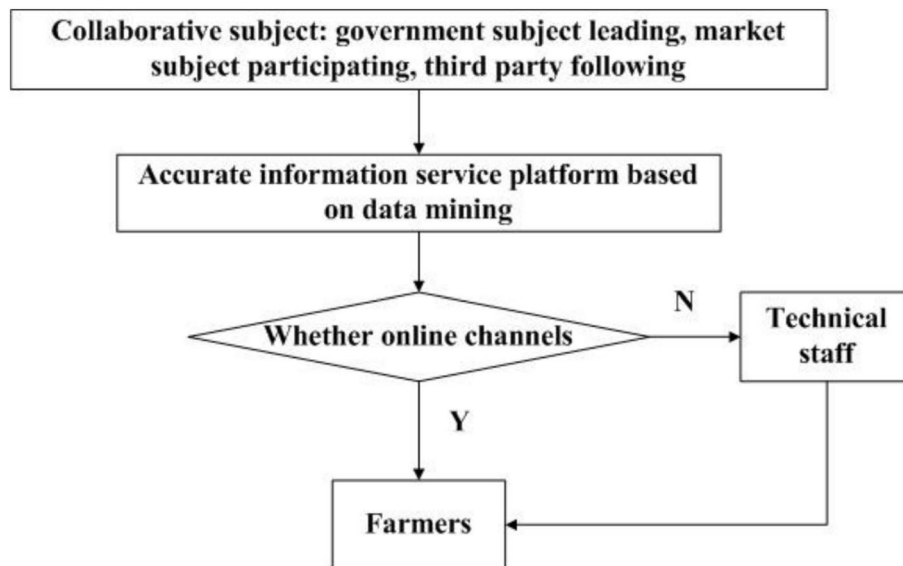 Collaborative subject: government subject leading, market
subject participating, third party following
Accurate information service platform based
on data mining
Whether online channels
N
Technical
staff
Y
Farmers